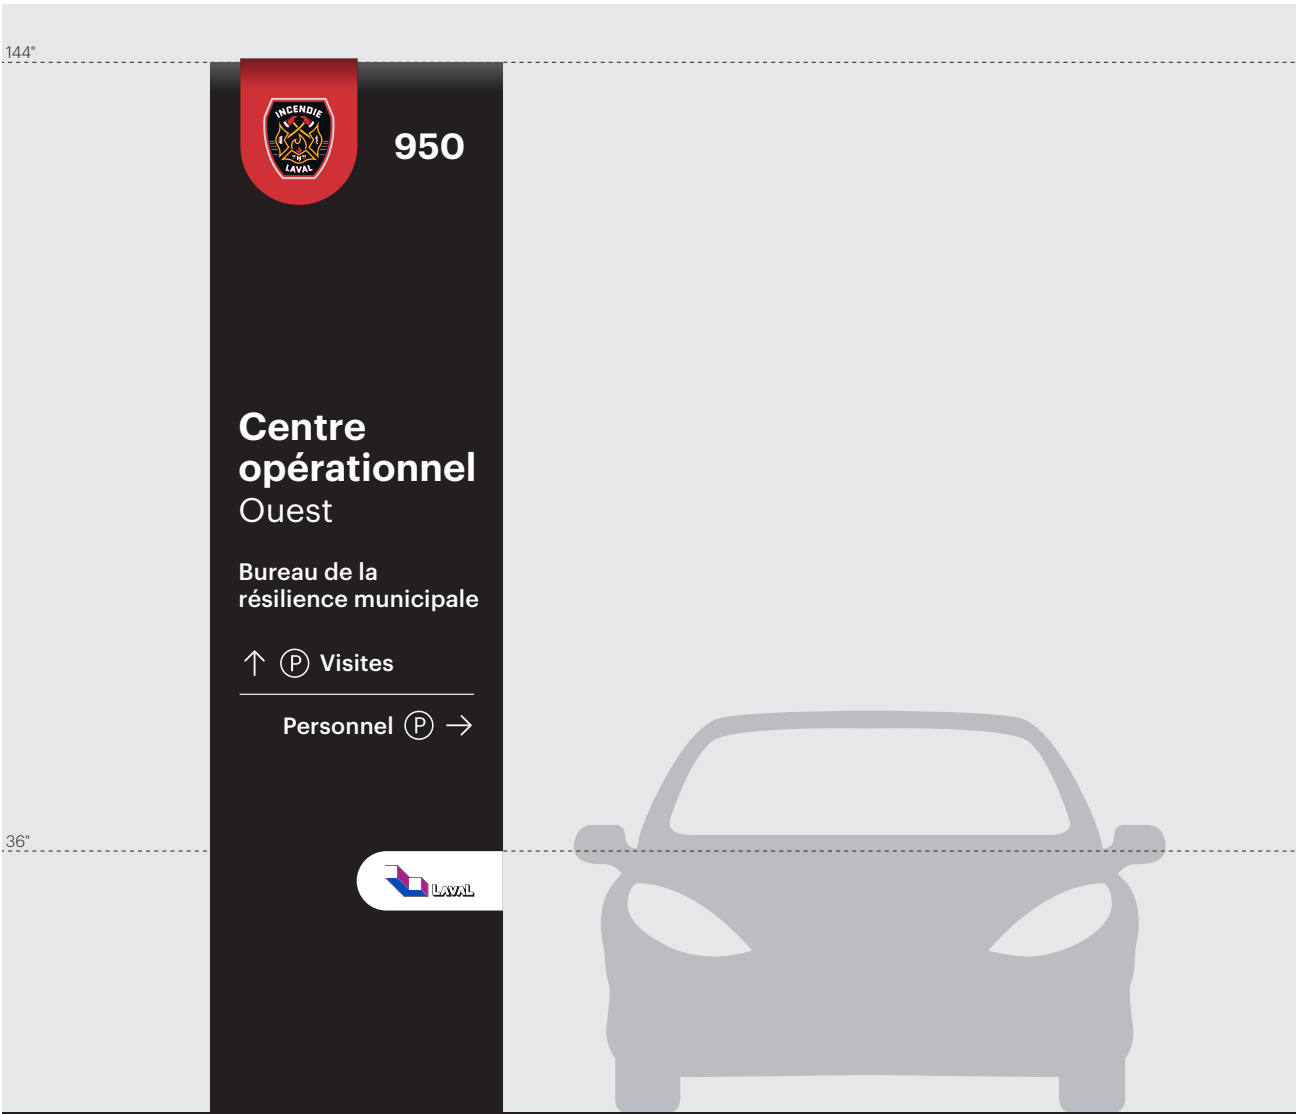 144"
INCENDIE
LAVAL
950
Centre
opérationnel
Ouest
Bureau de la
résilience municipale
↑ Ⓟ Visites
Personnel Ⓟ →
36"
LAVAL